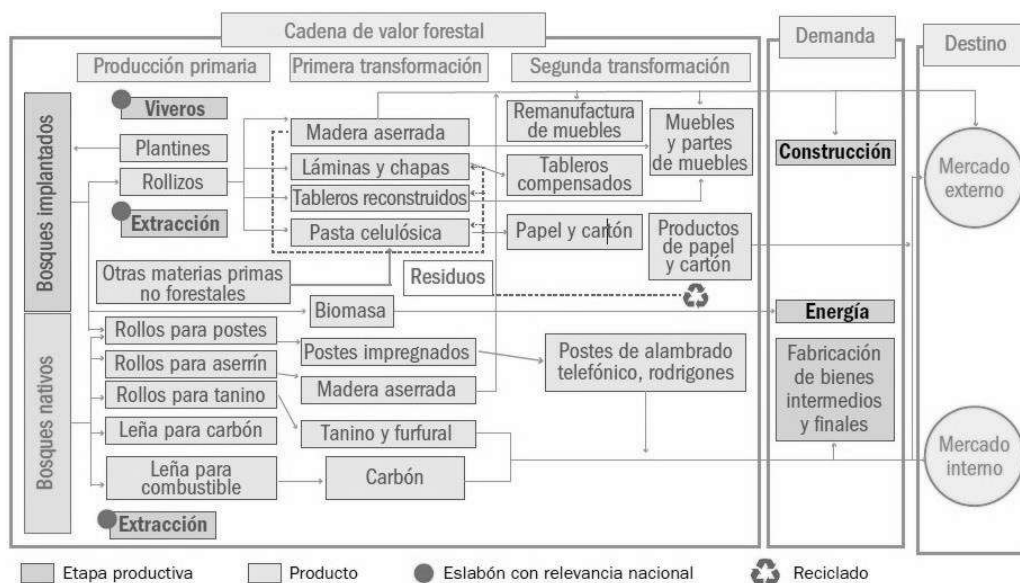 Cadena de valor forestal
Demanda
Destino
Producción primaria
Primera transformación
Segunda transformación
Bosques implantados
Viveros
Plantines
Rollizos
Extracción
Madera aserrada
Láminas y chapas
Tableros reconstruidos
Pasta celulósica
Remanufactura
de muebles
Tableros
compensados
Papel y cartón
Muebles
y partes
de muebles
Productos
de papel
y cartón
Construcción
Mercado
externo
Otras materias primas
no forestales
Residuos
Biomasa
Energía
Bosques nativos
Rollos para postes
Rollos para aserrín
Rollos para tanino
Leña para carbón
Leña para
combustible
Extracción
Postes impregnados
Madera aserrada
Tanino y furfural
Carbón
Postes de alambrado
telefónico, rodrigones
Fabricación
de bienes
intermedios
y finales
Mercado
interno
Etapa productiva
Producto
Eslabón con relevancia nacional
Reciclado